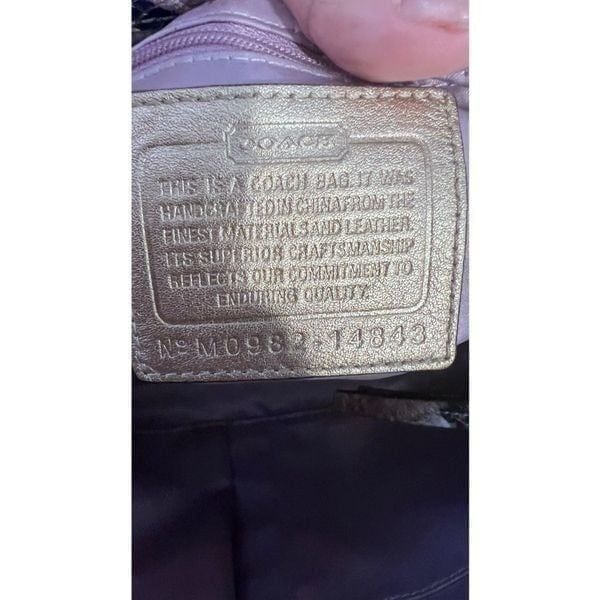 COACH
THIS IS A COACH BAG. IT WAS
HANDCRAFTED IN CHINA FROM THE
FINEST MATERIALS AND LEATHER.
ITS SUPERIOR CRAFTSMANSHIP
REFLECTS OUR COMMITMENT TO
ENDURING QUALITY.
No M0982-14843